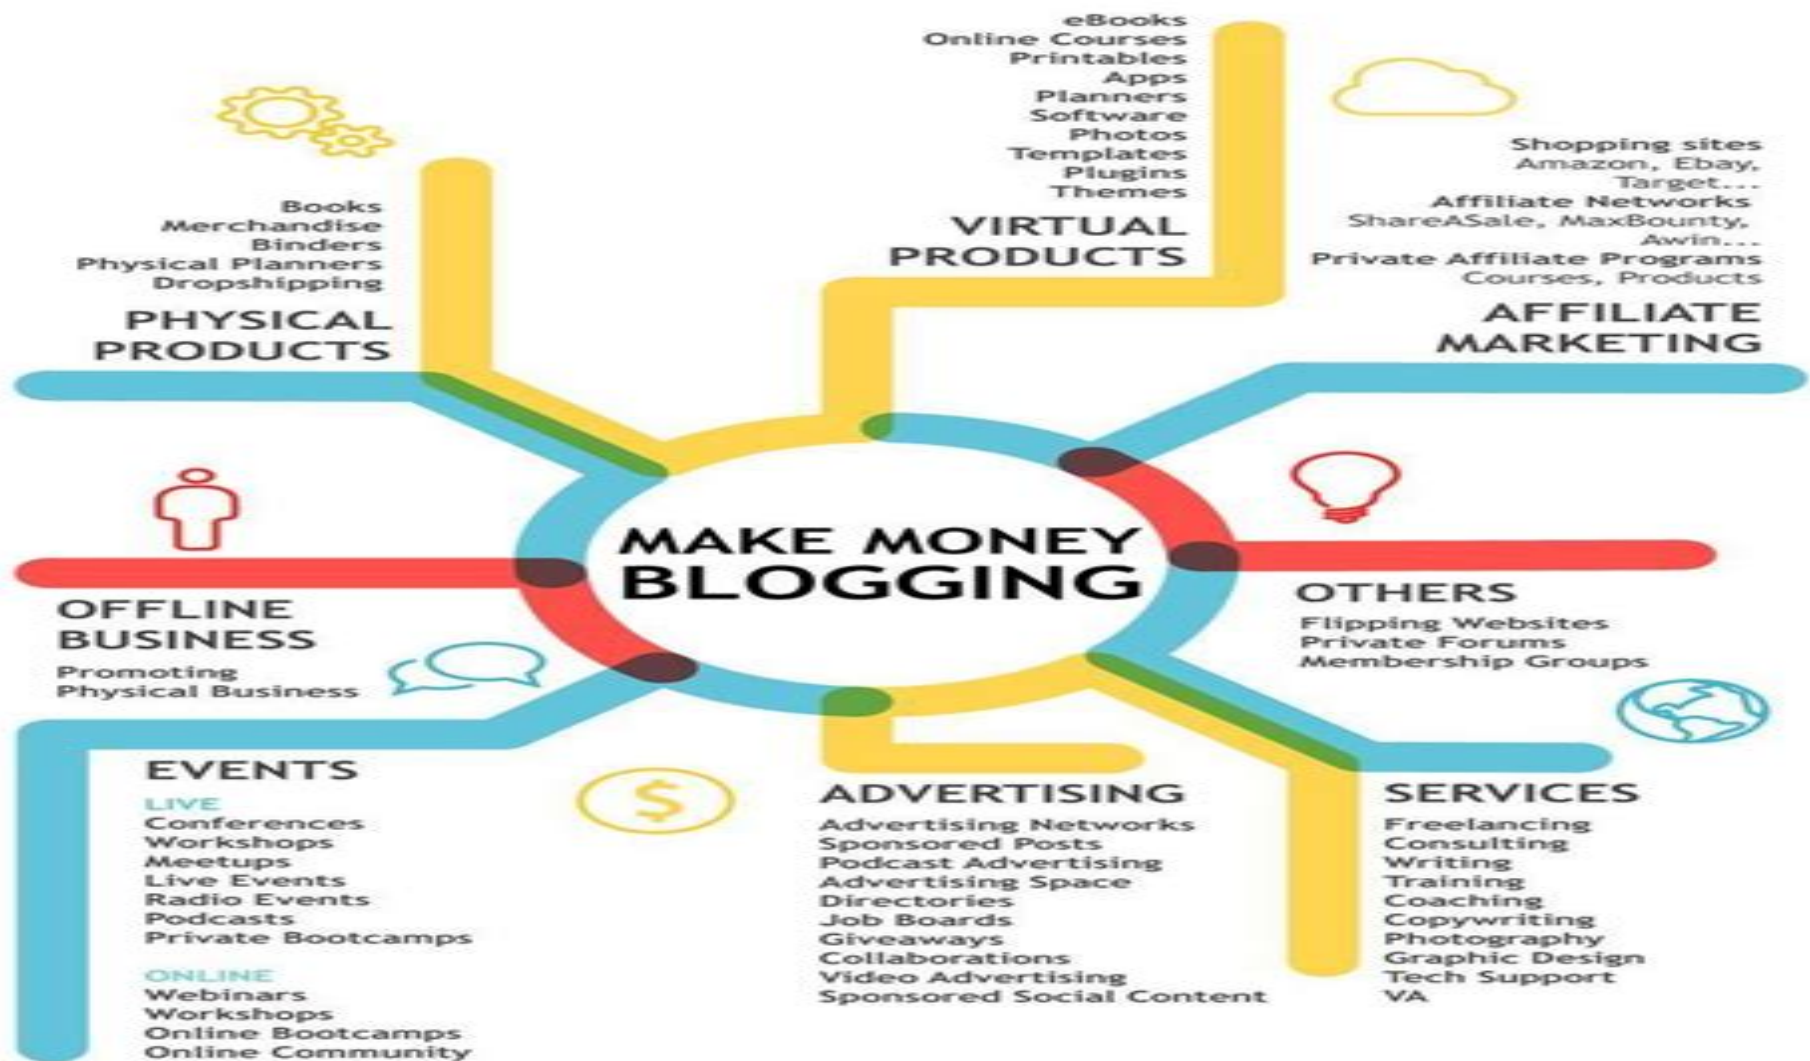 eBooks
Online Courses
Printables
Apps
Planners
Software
Photos
Templates
Plugins
Themes
VIRTUAL
PRODUCTS
Shopping sites
Amazon, Ebay,
Target...
Affiliate Networks
ShareASale, MaxBounty,
Awin...
Private Affiliate Programs
Courses, Products
AFFILIATE
MARKETING
Books
Merchandise
Binders
Physical Planners
Dropshipping
PHYSICAL
PRODUCTS
MAKE MONEY
BLOGGING
OFFLINE
BUSINESS
Promoting
Physical Business
OTHERS
Flipping Websites
Private Forums
Membership Groups
EVENTS
LIVE
Conferences
Workshops
Meetups
Live Events
Radio Events
Podcasts
Private Bootcamps
ONLINE
Webinars
Workshops
Online Bootcamps
Online Community
$
ADVERTISING
Advertising Networks
Sponsored Posts
Podcast Advertising
Advertising Space
Directories
Job Boards
Giveaways
Collaborations
Video Advertising
Sponsored Social Content
SERVICES
Freelancing
Consulting
Writing
Training
Coaching
Copywriting
Photography
Graphic Design
Tech Support
VA